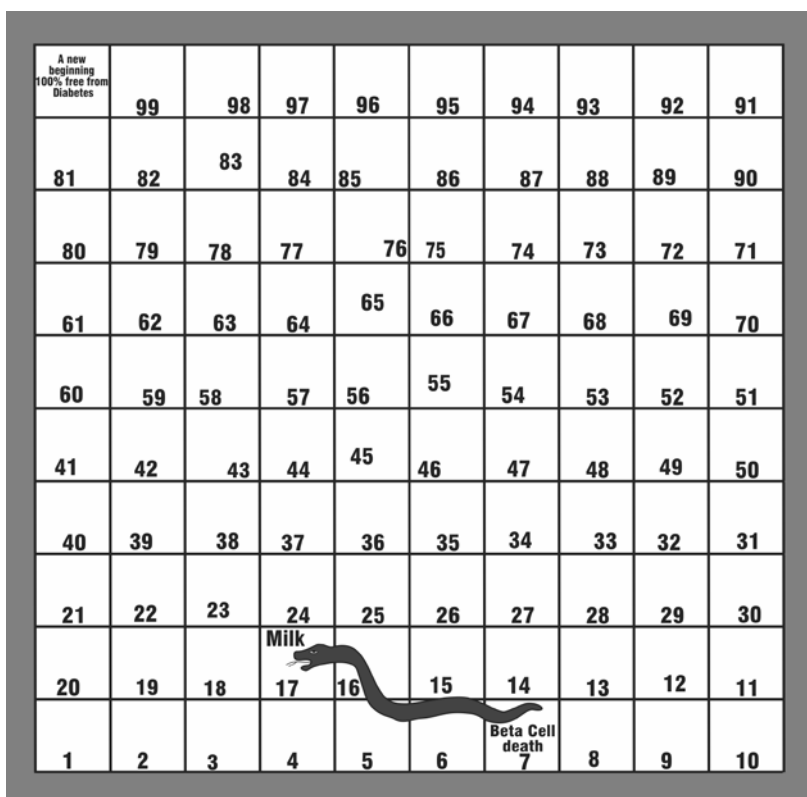 A new
beginning
100% free from
Diabetes
99 98 97 96 95 94 93 92 91
81 82 83 84 85 86 87 88 89 90
80 79 78 77 76 75 74 73 72 71
61 62 63 64 65 66 67 68 69 70
60 59 58 57 56 55 54 53 52 51
41 42 43 44 45 46 47 48 49 50
40 39 38 37 36 35 34 33 32 31
21 22 23 24 25 26 27 28 29 30
Milk
20 19 18 17 16 15 14 13 12 11
Beta Cell
death
1 2 3 4 5 6 7 8 9 10